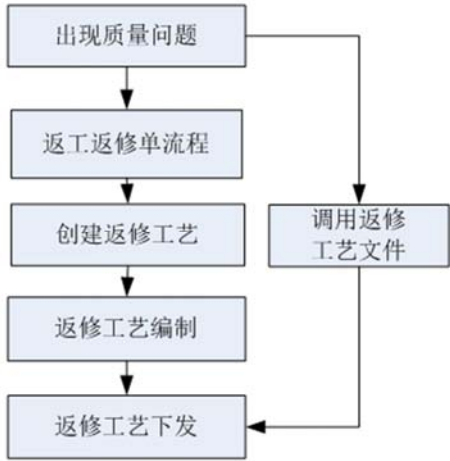 出现质量问题
返工返修单流程
创建返修工艺
调用返修
工艺文件
返修工艺编制
返修工艺下发